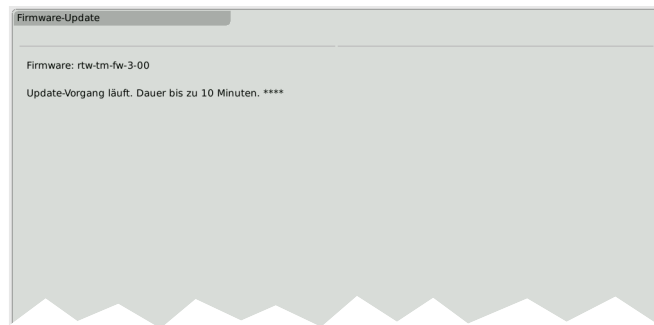 Firmware-Update
Firmware: rtw-tm-fw-3-00
Update-Vorgang läuft. Dauer bis zu 10 Minuten. ****